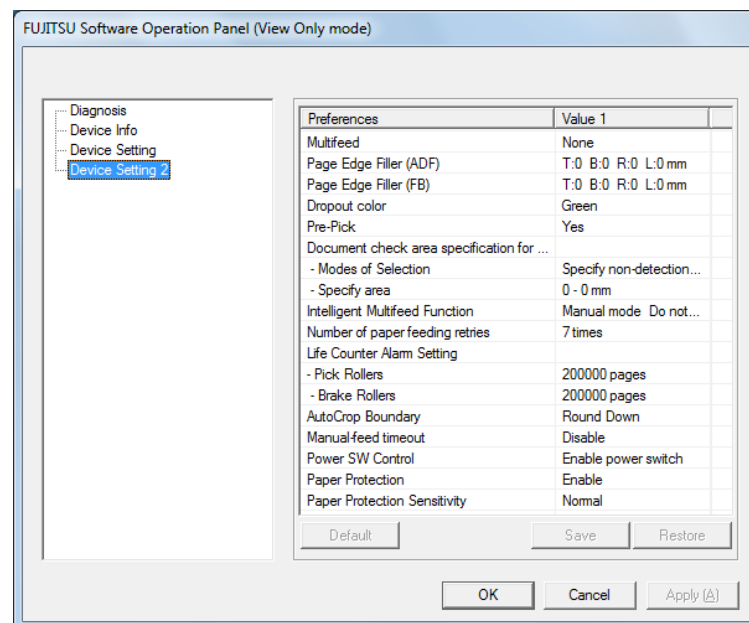 FUJITSU Software Operation Panel (View Only mode)
Diagnosis
Device Info
Device Setting
Device Setting 2
Preferences Value 1
Multifeed None
Page Edge Filler (ADF) T:0 B:0 R:0 L:0 mm
Page Edge Filler (FB) T:0 B:0 R:0 L:0 mm
Dropout color Green
Pre-Pick Yes
Document check area specification for ...
- Modes of Selection Specify non-detection...
- Specify area 0 - 0 mm
Intelligent Multifeed Function Manual mode Do not...
Number of paper feeding retries 7 times
Life Counter Alarm Setting
- Pick Rollers 200000 pages
- Brake Rollers 200000 pages
AutoCrop Boundary Round Down
Manual-feed timeout Disable
Power SW Control Enable power switch
Paper Protection Enable
Paper Protection Sensitivity Normal
Default Save Restore
OK Cancel Apply (A)